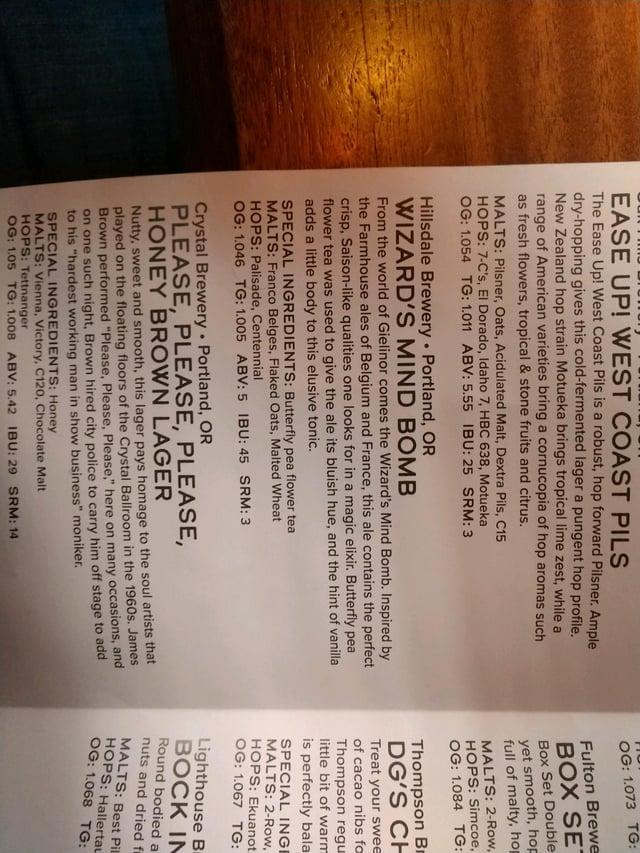 EASE UP! WEST COAST PILS
The Ease Up! West Coast Pils is a robust, hop forward Pilsner. Ample
dry-hopping gives this cold-fermented lager a pungent hop profile.
New Zealand hop strain Motueka brings tropical lime zest, while a
range of American varieties bring a cornucopia of hop aromas such
as fresh flowers, tropical & stone fruits and citrus.
MALTS: Pilsner, Oats, Acidulated Malt, Dextra Pils, C15
HOPS: 7-C's, El Dorado, Idaho 7, HBC 638, Motueka
OG: 1.054 TG: 1.011 ABV: 5.55 IBU: 25 SRM: 3
Hillsdale Brewery • Portland, OR
WIZARD'S MIND BOMB
From the world of Gielinor comes the Wizard's Mind Bomb. Inspired by
the Farmhouse ales of Belgium and France, this ale contains the perfect
crisp, Saison-like qualities one looks for in a magic elixir. Butterfly pea
flower tea was used to give the ale its bluish hue, and the hint of vanilla
adds a little body to this elusive tonic.
SPECIAL INGREDIENTS: Butterfly pea flower tea
MALTS: Franco Belges, Flaked Oats, Malted Wheat
HOPS: Palisade, Centennial
OG: 1.046 TG: 1.005 ABV: 5 IBU: 45 SRM: 3
Crystal Brewery • Portland, OR
PLEASE, PLEASE, PLEASE,
HONEY BROWN LAGER
Nutty, sweet and smooth, this lager pays homage to the soul artists that
played on the floating floors of the Crystal Ballroom in the 1960s. James
Brown performed "Please, Please, Please," here on many occasions, and
on one such night, Brown hired city police to carry him off stage to add
to his "hardest working man in show business" moniker.
SPECIAL INGREDIENTS: Honey
MALTS: Vienna, Victory, C120, Chocolate Malt
HOPS: Tettnanger
OG: 1.05 TG: 1.008 ABV: 5.42 IBU: 29 SRM: 14
OG: 1.073 TG:
Fulton Brewe
BOX SE
Box Set Double
yet smooth, hop
full of malty, hop
MALTS: 2-Row,
HOPS: Simcoe,
OG: 1.084 TG:
Thompson B
DG'S CH
Treat your swee
of cacao nibs fo
Thompson regu
little bit of warm
is perfectly bala
SPECIAL INGR
MALTS: 2-Row,
HOPS: Ekuanot
OG: 1.067 TG:
Lighthouse B
BOCK IN
Round bodied a
nuts and dried f
MALTS: Best Pil
HOPS: Hallertau
OG: 1.068 TG: